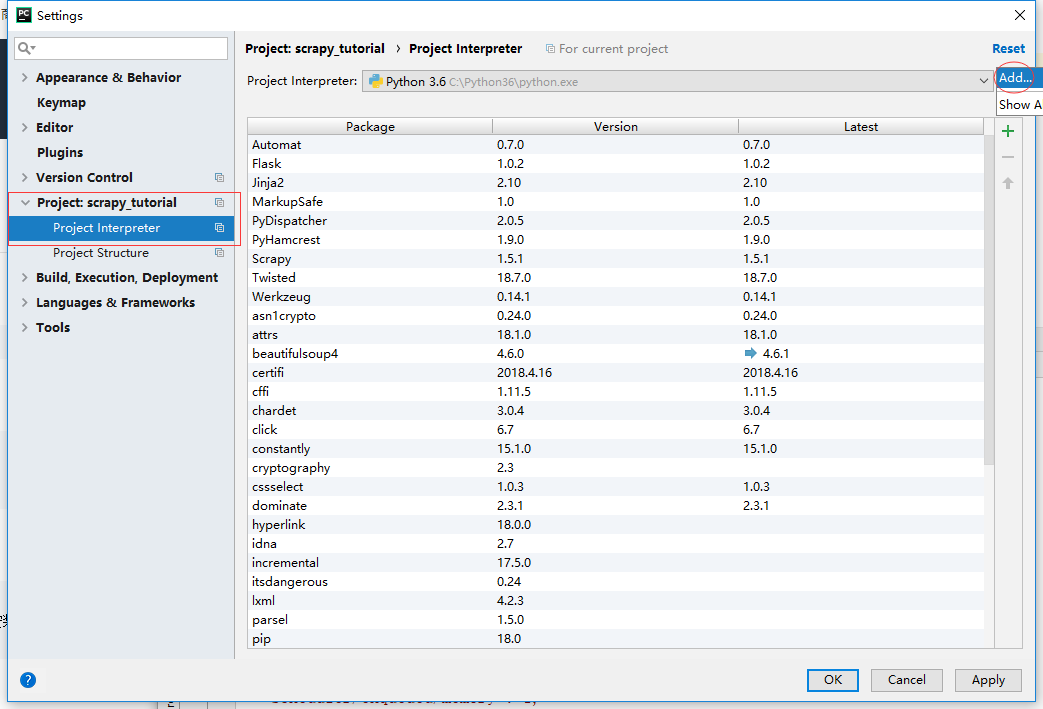 PC Settings
Project: scrapy_tutorial › Project Interpreter For current project Reset
Appearance & Behavior
Keymap
Editor
Plugins
Version Control
Project: scrapy_tutorial
Project Interpreter
Project Structure
Build, Execution, Deployment
Languages & Frameworks
Tools
Project Interpreter: Python 3.6 C:\Python36\python.exe
Add...
Show A
Package Version Latest
Automat 0.7.0 0.7.0
Flask 1.0.2 1.0.2
Jinja2 2.10 2.10
MarkupSafe 1.0 1.0
PyDispatcher 2.0.5 2.0.5
PyHamcrest 1.9.0 1.9.0
Scrapy 1.5.1 1.5.1
Twisted 18.7.0 18.7.0
Werkzeug 0.14.1 0.14.1
asn1crypto 0.24.0 0.24.0
attrs 18.1.0 18.1.0
beautifulsoup4 4.6.0 4.6.1
certifi 2018.4.16 2018.4.16
cffi 1.11.5 1.11.5
chardet 3.0.4 3.0.4
click 6.7 6.7
constantly 15.1.0 15.1.0
cryptography 2.3
cssselect 1.0.3 1.0.3
dominate 2.3.1 2.3.1
hyperlink 18.0.0
idna 2.7
incremental 17.5.0
itsdangerous 0.24
lxml 4.2.3
parsel 1.5.0
pip 18.0
? OK Cancel Apply